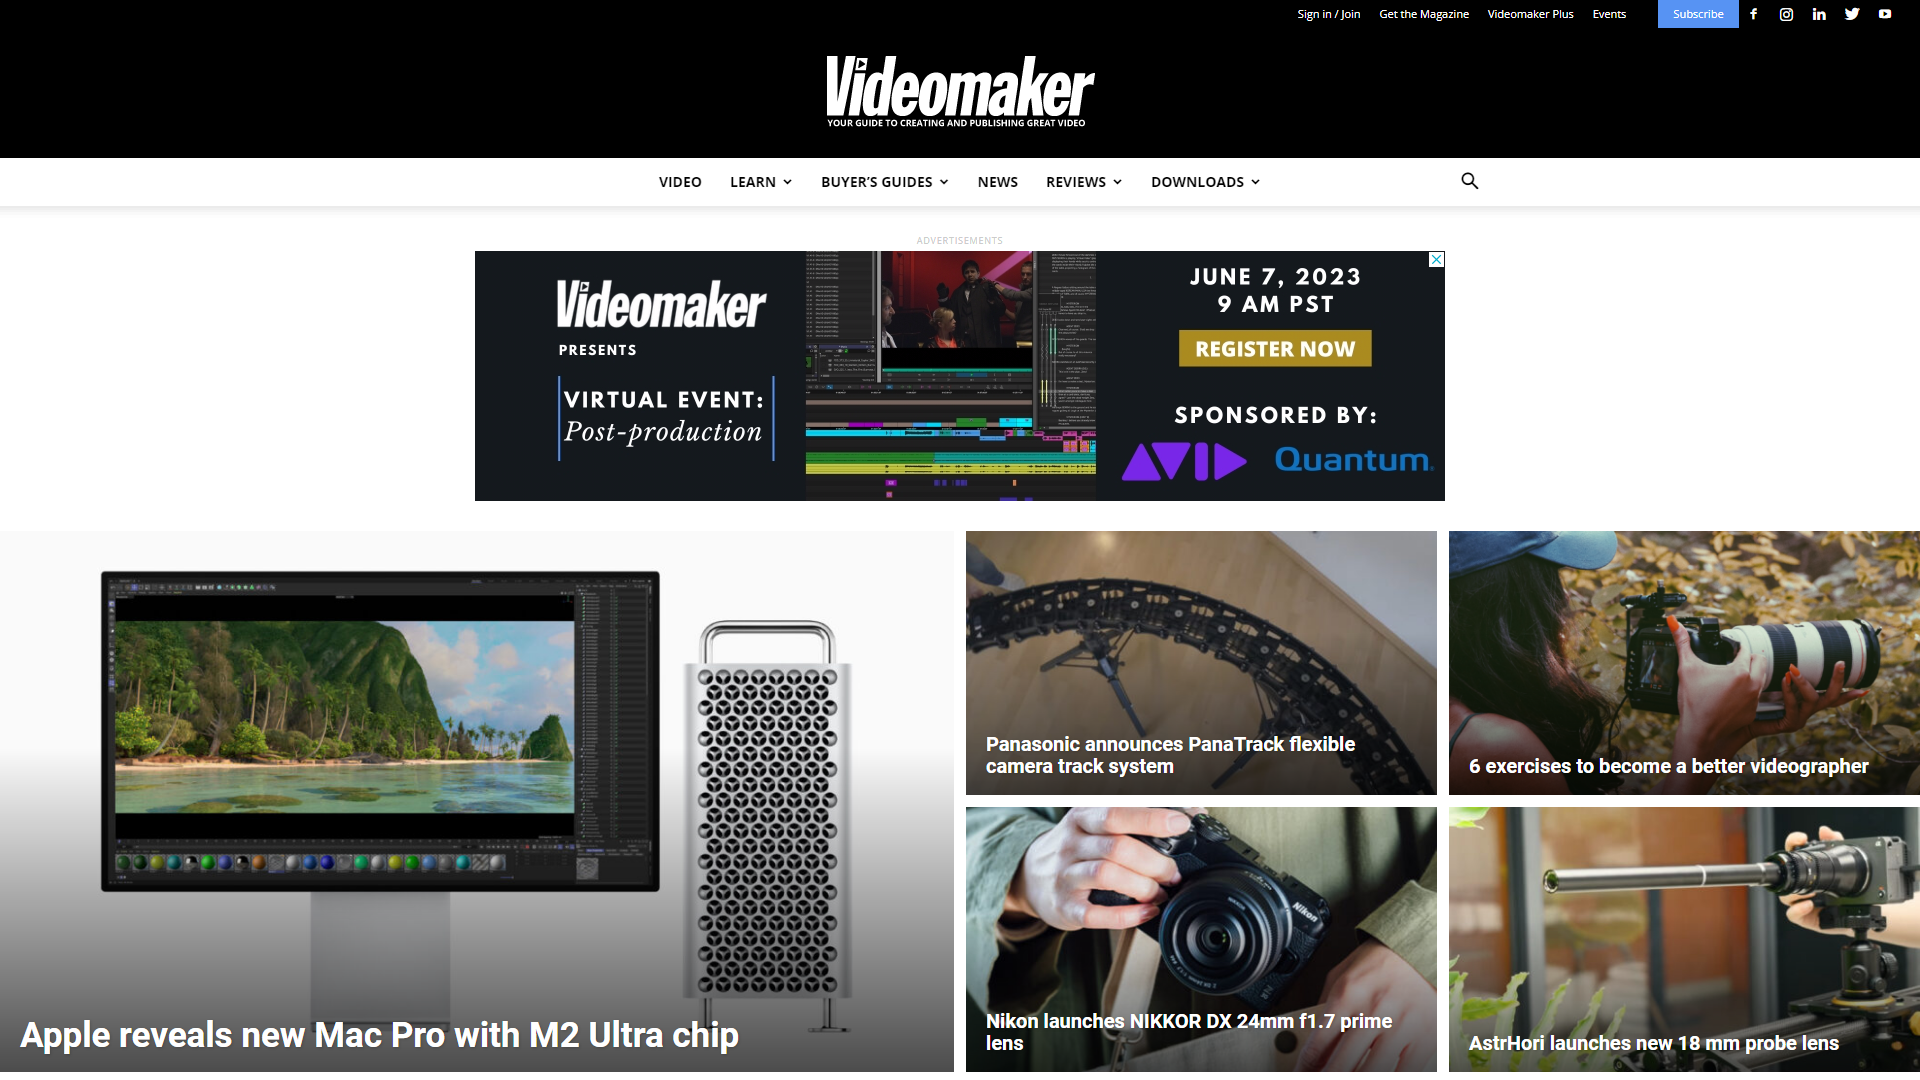 Sign in / Join
Get the Magazine
Videomaker Plus
Events
Subscribe
Videomaker
YOUR GUIDE TO CREATING AND PUBLISHING GREAT VIDEO
VIDEO
LEARN
BUYER'S GUIDES
NEWS
REVIEWS
DOWNLOADS
ADVERTISEMENTS
Videomaker
PRESENTS
VIRTUAL EVENT:
Post-production
JUNE 7, 2023
9 AM PST
REGISTER NOW
SPONSORED BY:
AVID
Quantum
Apple reveals new Mac Pro with M2 Ultra chip
Panasonic announces PanaTrack flexible
camera track system
6 exercises to become a better videographer
Nikon
Nikon launches NIKKOR DX 24mm f1.7 prime
lens
AstrHori launches new 18 mm probe lens